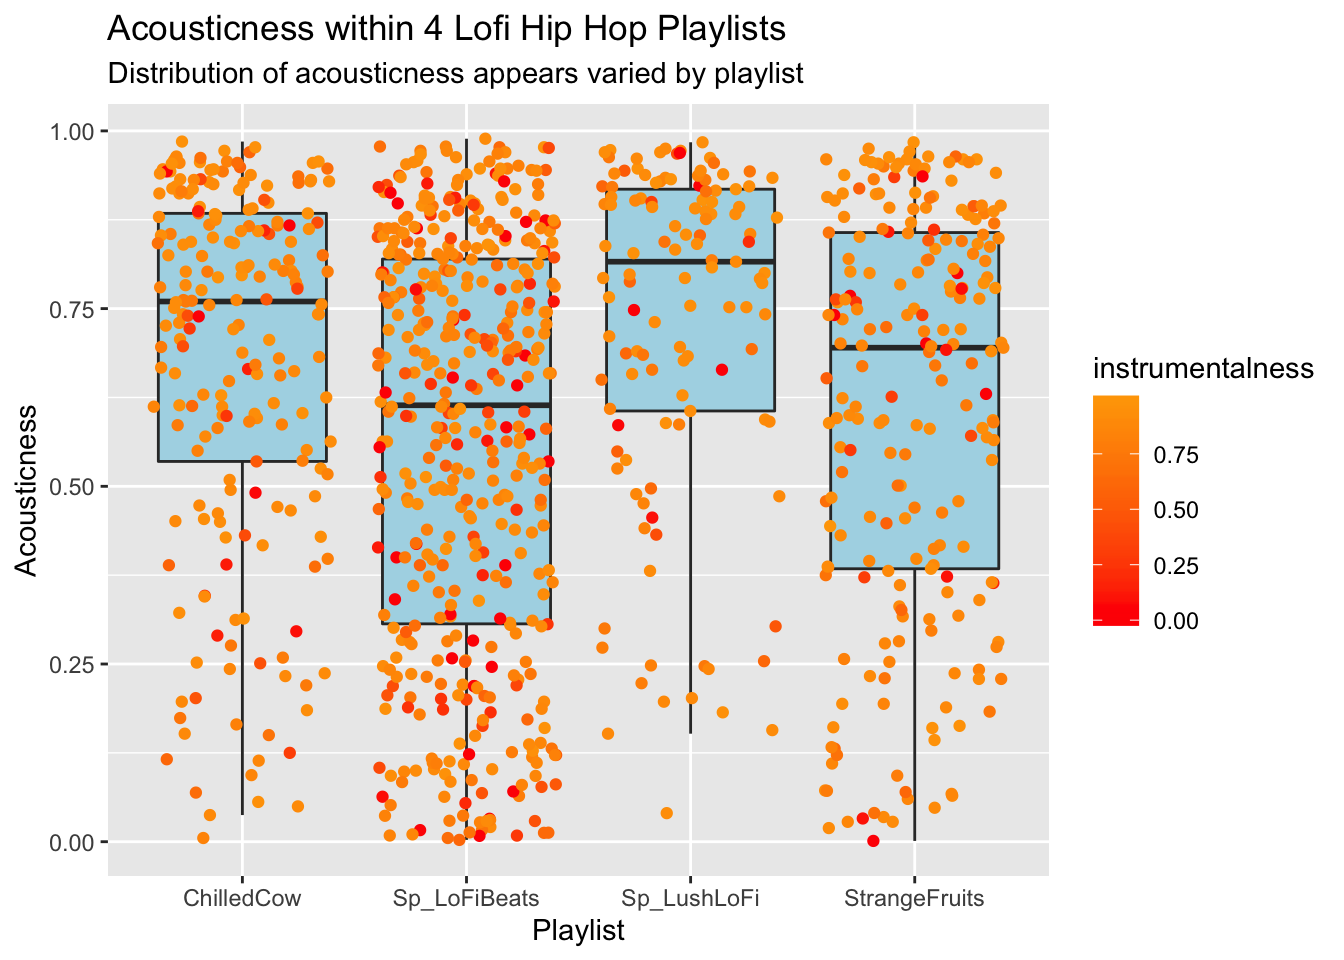 Acousticness within 4 Lofi Hip Hop Playlists
Distribution of acousticness appears varied by playlist
1.00
0.75
0.50
0.25
0.00
Acousticness
ChilledCow
Sp_LoFiBeats
Sp_LushLoFi
StrangeFruits
Playlist
instrumentalness
0.75
0.50
0.25
0.00